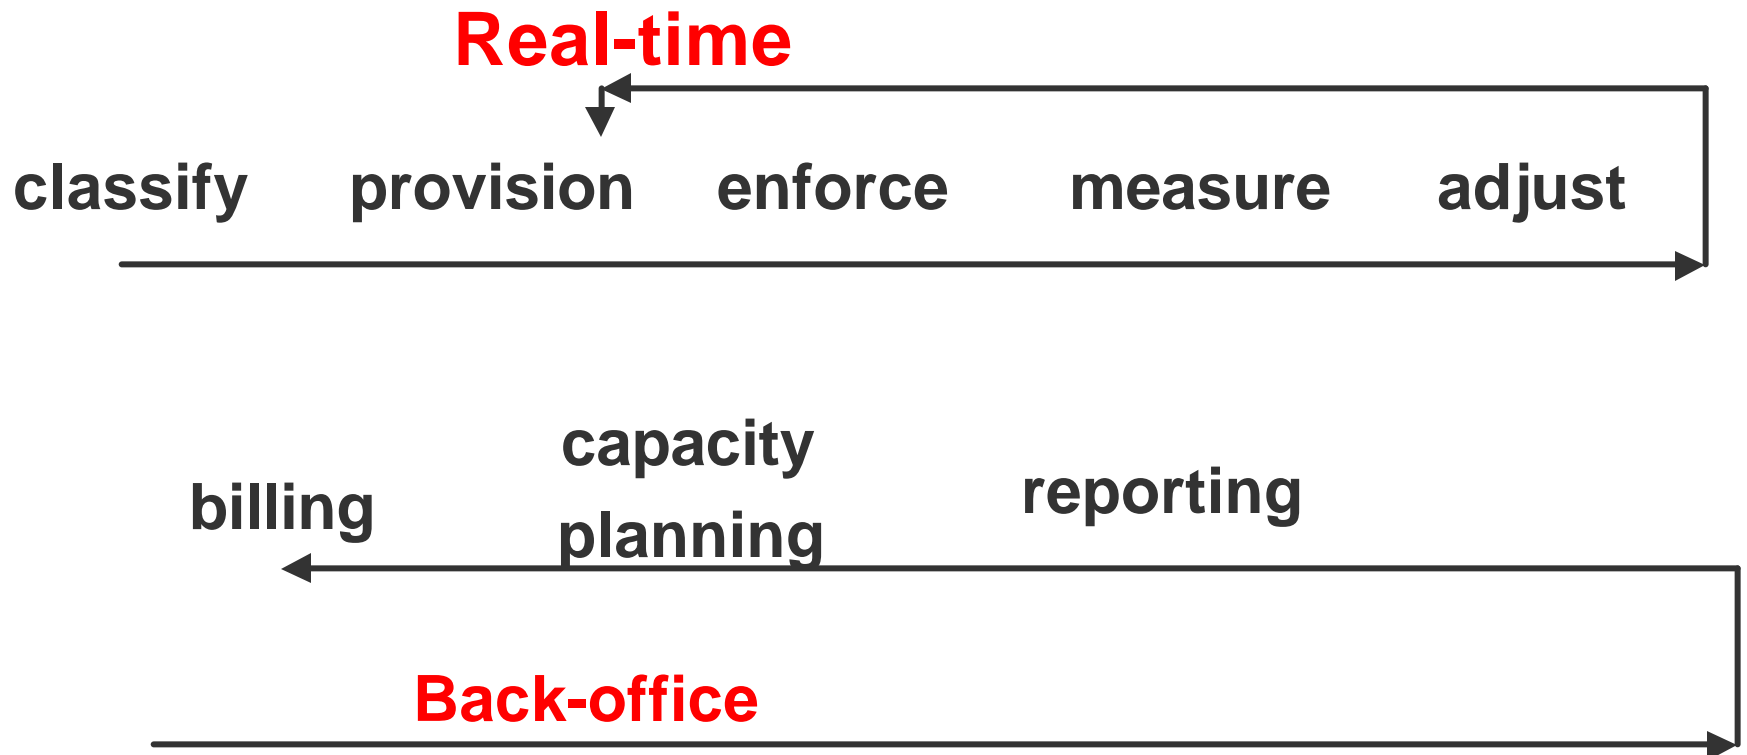 Real-time
classify provision enforce measure adjust
capacity
planning
billing
reporting
Back-office